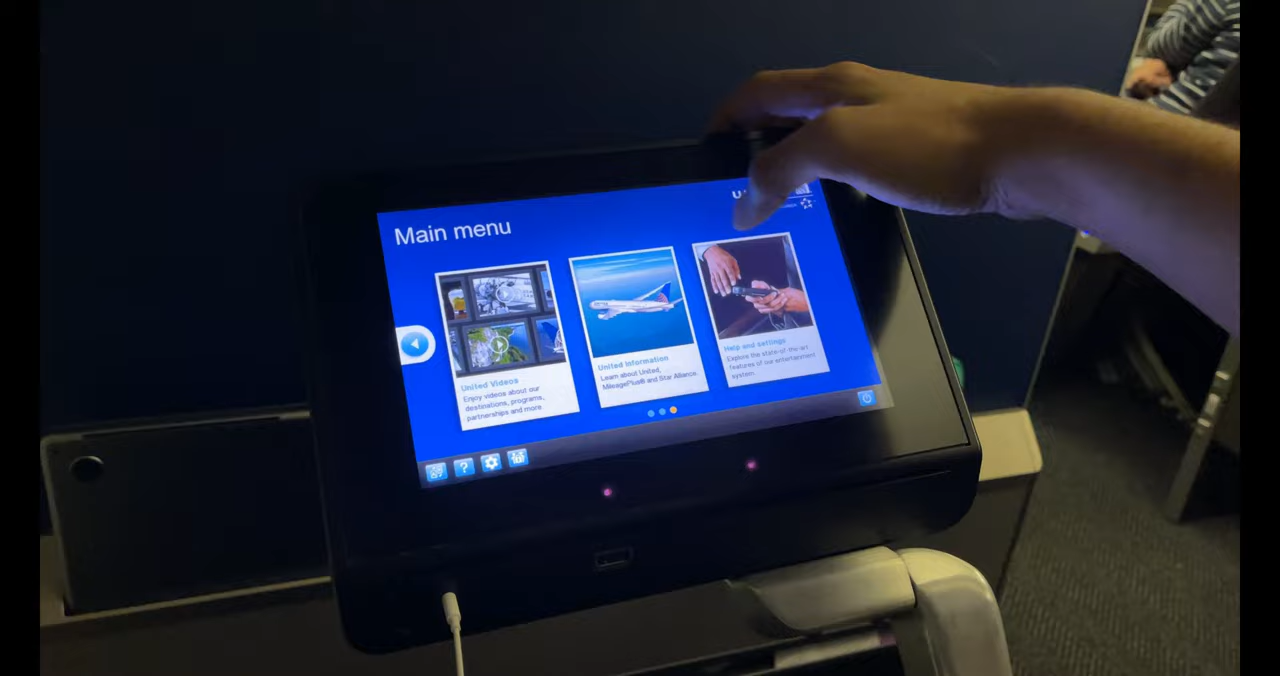 Main menu
United Videos
Enjoy videos about our
destinations, programs,
partnerships and more
United Information
Learn about United,
MileagePlus® and Star Alliance.
Help and settings
Explore the state-of-the-art
features of our entertainment
system
?